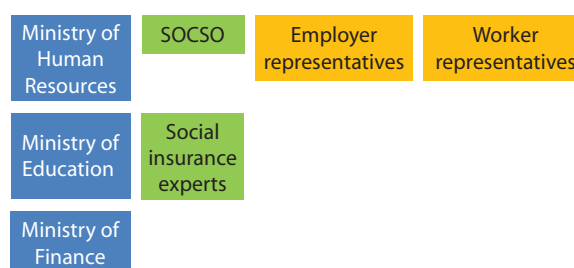 Ministry of
Human
Resources
SOCSO
Employer
representatives
Worker
representatives
Ministry of
Education
Social
insurance
experts
Ministry of
Finance